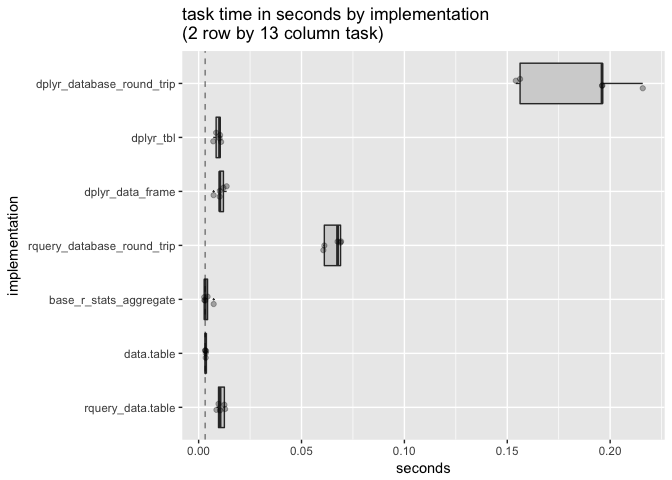 task time in seconds by implementation
(2 row by 13 column task)
implementation
dplyr_database_round_trip
dplyr_tbl
dplyr_data_frame
rquery_database_round_trip
base_r_stats_aggregate
data.table
rquery_data.table
0.00 0.05 0.10 0.15 0.20
seconds